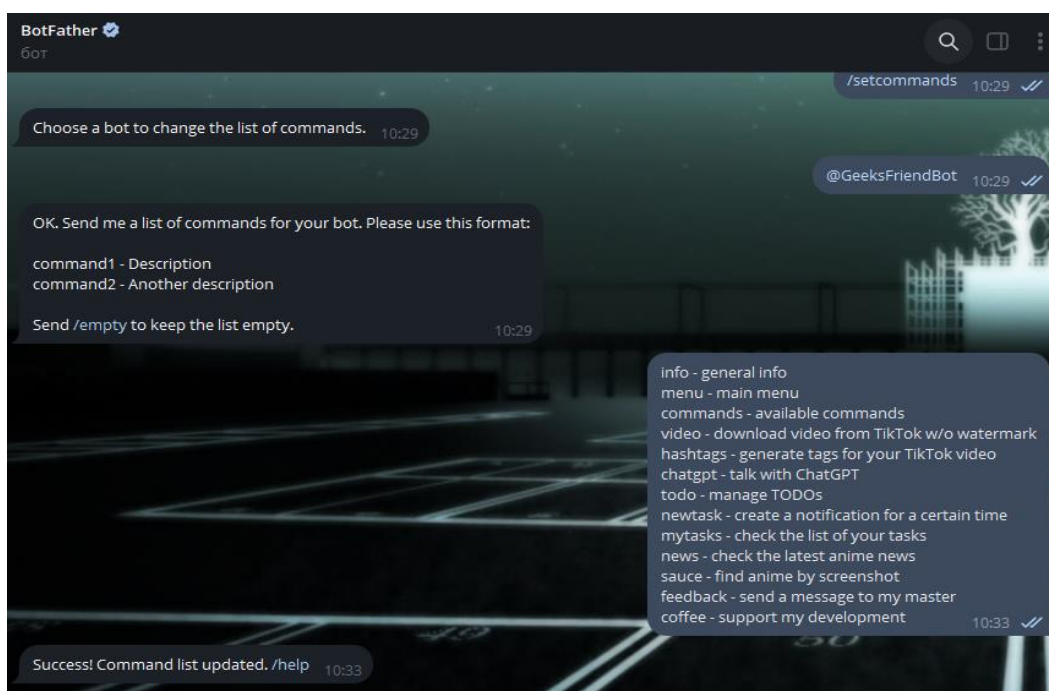 BotFather
бот
/setcommands 10:29
Choose a bot to change the list of commands. 10:29
@GeeksFriendBot 10:29
OK. Send me a list of commands for your bot. Please use this format:
command1 - Description
command2 - Another description
Send /empty to keep the list empty. 10:29
info - general info
menu - main menu
commands - available commands
video - download video from TikTok w/o watermark
hashtags - generate tags for your TikTok video
chatgpt - talk with ChatGPT
todo - manage TODOs
newtask - create a notification for a certain time
mytasks - check the list of your tasks
news - check the latest anime news
sauce - find anime by screenshot
feedback - send a message to my master
coffee - support my development 10:33
Success! Command list updated. /help 10:33